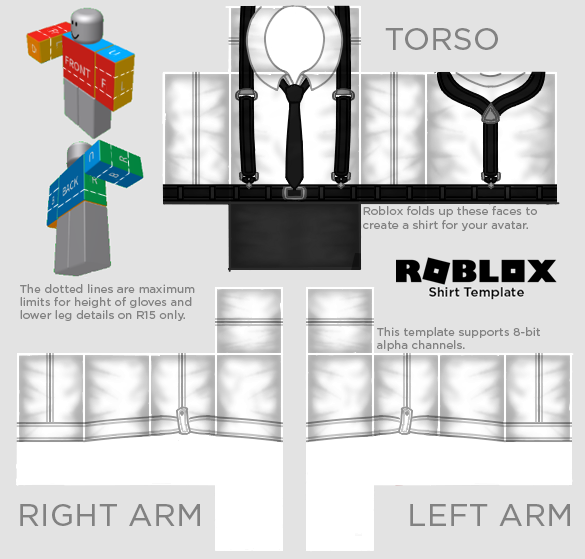 TORSO
FRONT F L
D R U
BACK
R B U R
Roblox folds up these faces to
create a shirt for your avatar.
The dotted lines are maximum
limits for height of gloves and
lower leg details on R15 only.
ROBLOX
Shirt Template
This template supports 8-bit
alpha channels.
RIGHT ARM
LEFT ARM